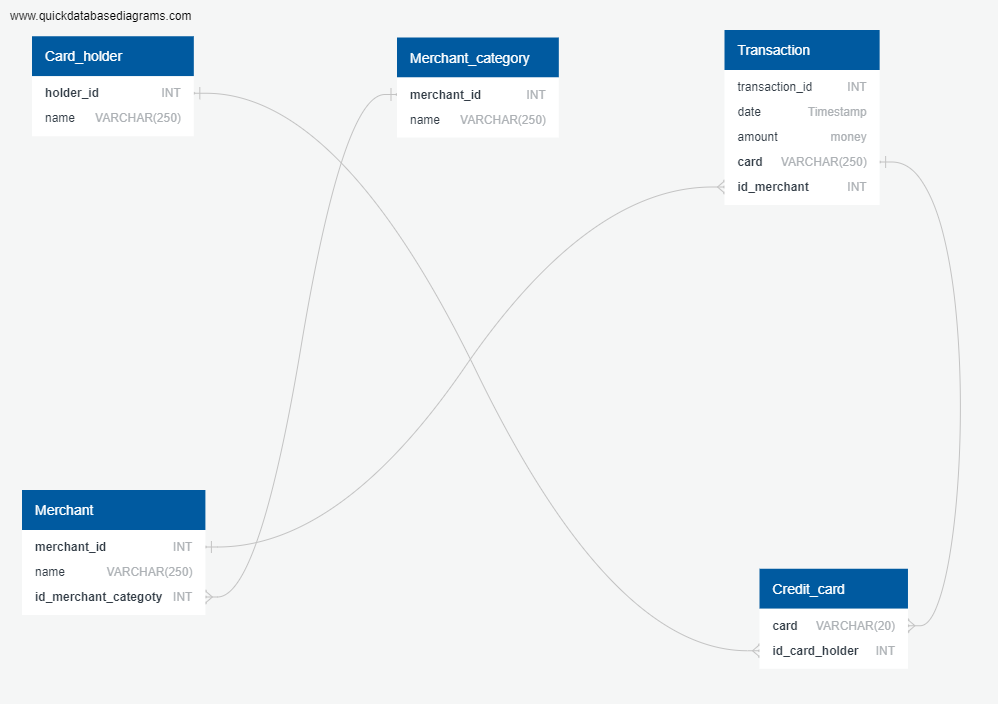 www.quickdatabasediagrams.com
Card_holder
holder_id INT
name VARCHAR(250)
Merchant_category
merchant_id INT
name VARCHAR(250)
Transaction
transaction_id INT
date Timestamp
amount money
card VARCHAR(250)
id_merchant INT
Merchant
merchant_id INT
name VARCHAR(250)
id_merchant_categoty INT
Credit_card
card VARCHAR(20)
id_card_holder INT